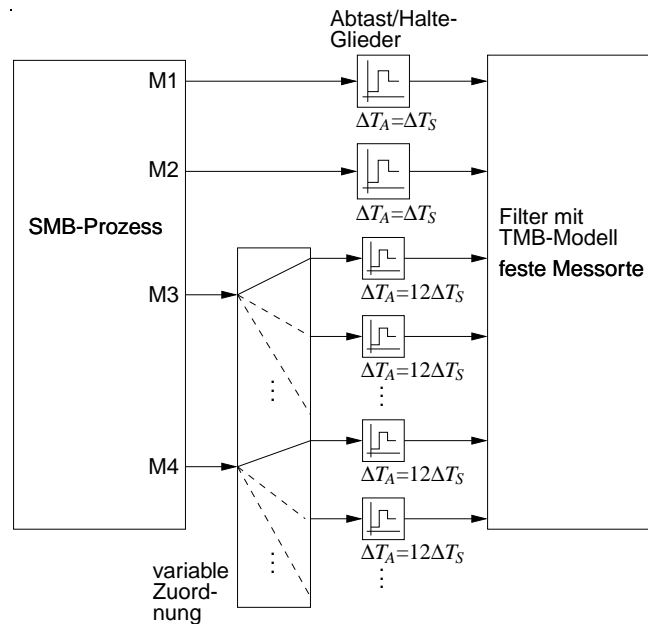 Abtast/Halte-
Glieder
M1
ΔT_A=ΔT_S
M2
ΔT_A=ΔT_S
SMB-Prozess
Filter mit
TMB-Modell
feste Messorte
M3
ΔT_A=12ΔT_S
ΔT_A=12ΔT_S
⋮
⋮
M4
ΔT_A=12ΔT_S
ΔT_A=12ΔT_S
⋮
⋮
variable
Zuord-
nung